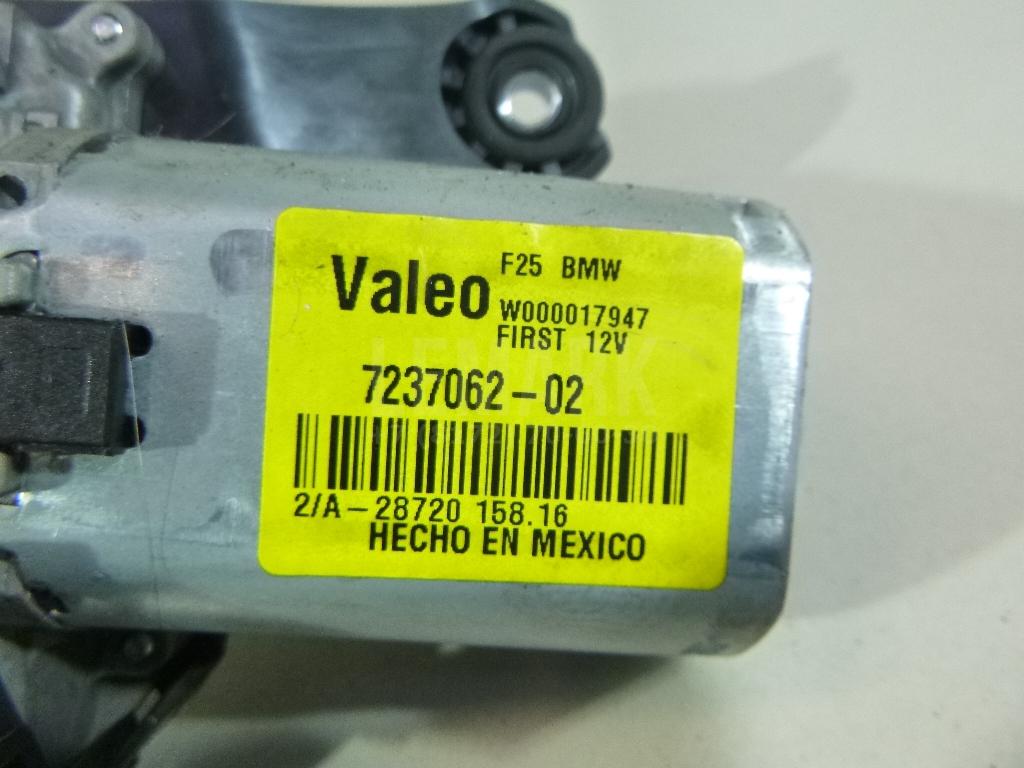 Valeo
F25 BMW
W000017947
FIRST 12V
7237062-02
2/A-28720 158.16
HECHO EN MEXICO